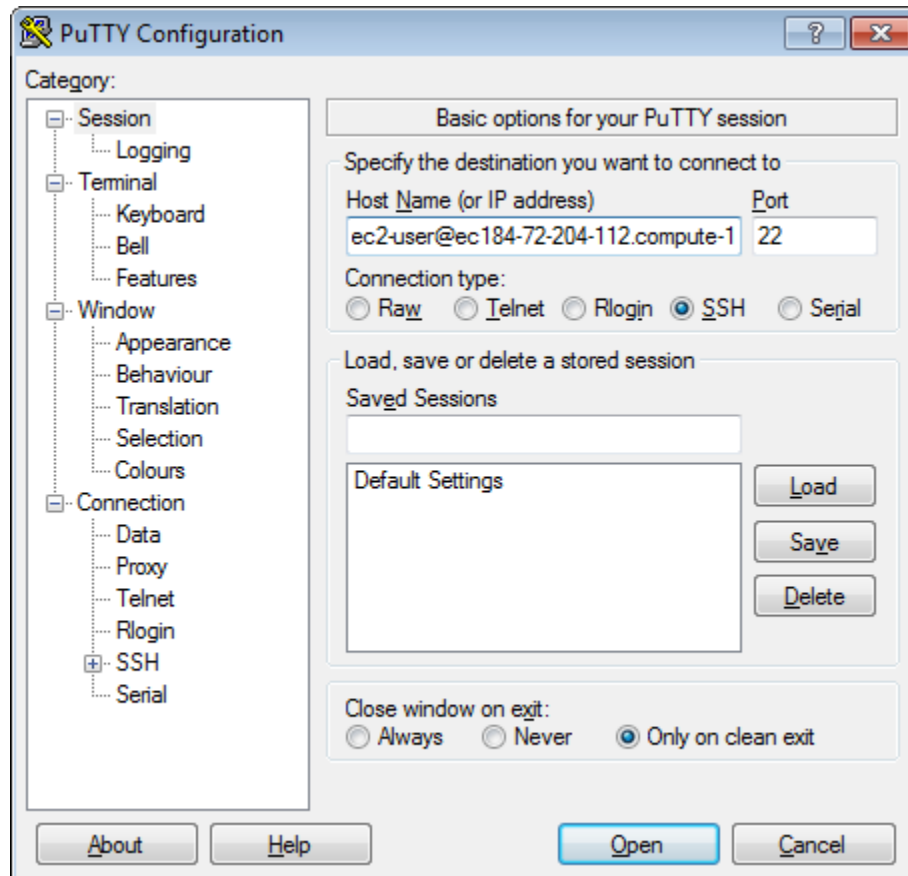 PuTTY Configuration
Category:
Session
Logging
Terminal
Keyboard
Bell
Features
Window
Appearance
Behaviour
Translation
Selection
Colours
Connection
Data
Proxy
Telnet
Rlogin
SSH
Serial
Basic options for your PuTTY session
Specify the destination you want to connect to
Host Name (or IP address) Port
ec2-user@ec184-72-204-112.compute-1 22
Connection type:
Raw Telnet Rlogin SSH Serial
Load, save or delete a stored session
Saved Sessions
Default Settings
Load
Save
Delete
Close window on exit:
Always Never Only on clean exit
About Help Open Cancel